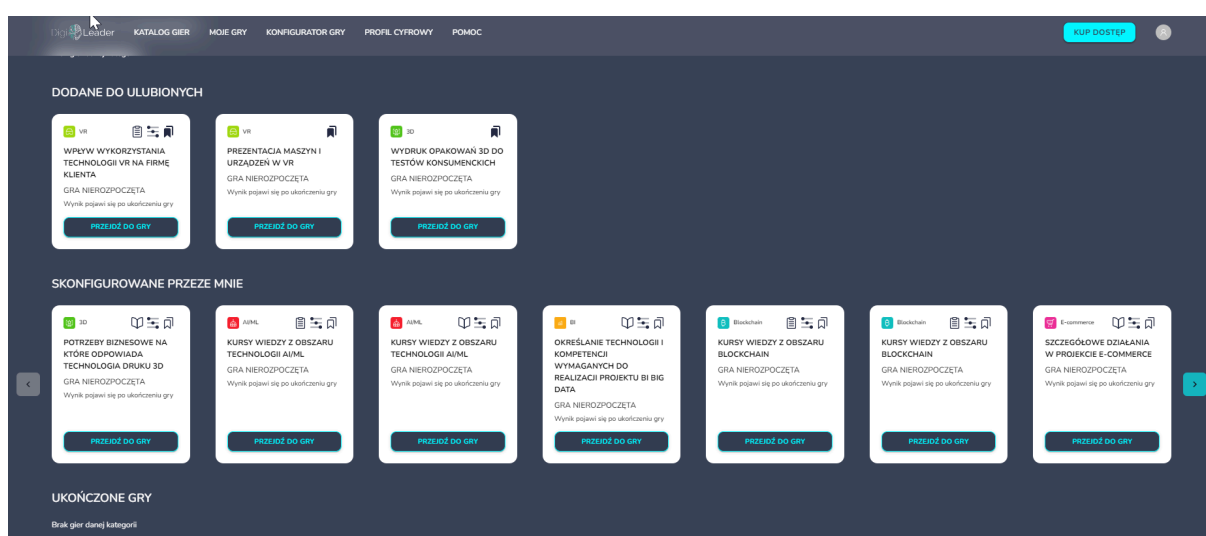 DigiLeader KATALOG GIER MOJE GRY KONFIGURATOR GRY PROFIL CYFROWY POMOC KUP DOSTĘP
DODANE DO ULUBIONYCH
VR
WPŁYW WYKORZYSTANIA
TECHNOLOGII VR NA FIRMĘ
KLIENTA
GRA NIEROZPOCZĘTA
Wynik pojawi się po ukończeniu gry
PRZEJDŹ DO GRY
VR
PREZENTACJA MASZYN I
URZĄDZEŃ W VR
GRA NIEROZPOCZĘTA
Wynik pojawi się po ukończeniu gry
PRZEJDŹ DO GRY
3D
WYDRUK OPAKOWAŃ 3D DO
TESTÓW KONSUMENCKICH
GRA NIEROZPOCZĘTA
Wynik pojawi się po ukończeniu gry
PRZEJDŹ DO GRY
SKONFIGUROWANE PRZEZE MNIE
3D
POTRZEBY BIZNESOWE NA
KTÓRE ODPOWIADA
TECHNOLOGIA DRUKU 3D
GRA NIEROZPOCZĘTA
Wynik pojawi się po ukończeniu gry
PRZEJDŹ DO GRY
AI/ML
KURSY WIEDZY Z OBSZARU
TECHNOLOGII AI/ML
GRA NIEROZPOCZĘTA
Wynik pojawi się po ukończeniu gry
PRZEJDŹ DO GRY
AI/ML
KURSY WIEDZY Z OBSZARU
TECHNOLOGII AI/ML
GRA NIEROZPOCZĘTA
Wynik pojawi się po ukończeniu gry
PRZEJDŹ DO GRY
BI
OKREŚLANIE TECHNOLOGII I
KOMPETENCJI
WYMAGANYCH DO
REALIZACJI PROJEKTU BI BIG
DATA
GRA NIEROZPOCZĘTA
Wynik pojawi się po ukończeniu gry
PRZEJDŹ DO GRY
Blockchain
KURSY WIEDZY Z OBSZARU
BLOCKCHAIN
GRA NIEROZPOCZĘTA
Wynik pojawi się po ukończeniu gry
PRZEJDŹ DO GRY
Blockchain
KURSY WIEDZY Z OBSZARU
BLOCKCHAIN
GRA NIEROZPOCZĘTA
Wynik pojawi się po ukończeniu gry
PRZEJDŹ DO GRY
E-commerce
SZCZEGÓŁOWE DZIAŁANIA
W PROJEKCIE E-COMMERCE
GRA NIEROZPOCZĘTA
Wynik pojawi się po ukończeniu gry
PRZEJDŹ DO GRY
UKOŃCZONE GRY
Brak gier danej kategorii